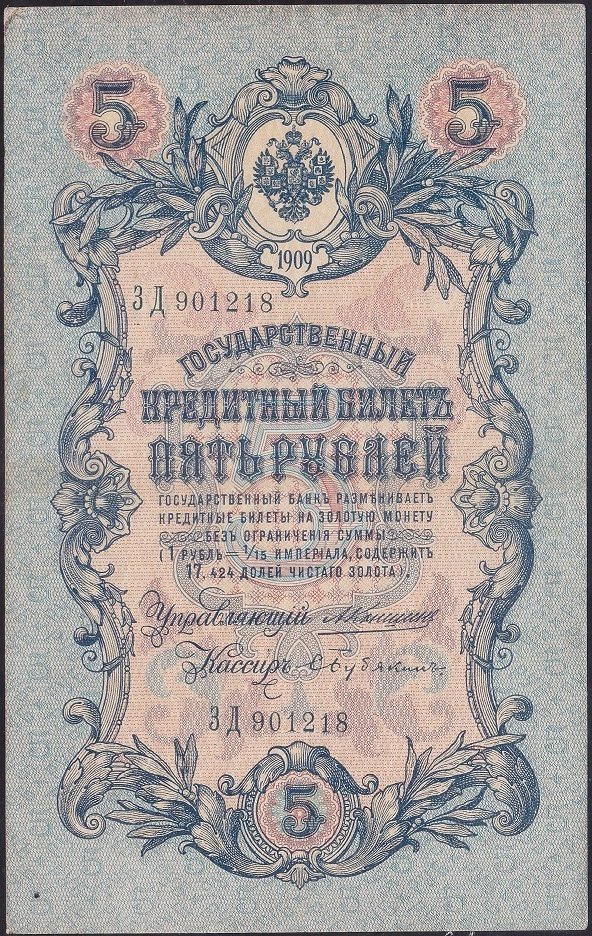 5 5
1909
ЗД 901218
ГОСУДАРСТВЕННЫЙ
КРЕДИТНЫЙ БИЛЕТЪ
ПЯТЬ РУБЛЕЙ
ГОСУДАРСТВЕННЫЙ БАНКЪ РАЗМѢНИВАЕТЪ
КРЕДИТНЫЕ БИЛЕТЫ НА ЗОЛОТУЮ МОНЕТУ
БЕЗЪ ОГРАНИЧЕНІЯ СУММЫ
(1 РУБЛЬ — 1/15 ИМПЕРІАЛА, СОДЕРЖИТЪ
17,424 ДОЛЕЙ ЧИСТАГО ЗОЛОТА).
Управляющій
Кассиръ
ЗД 901218
5